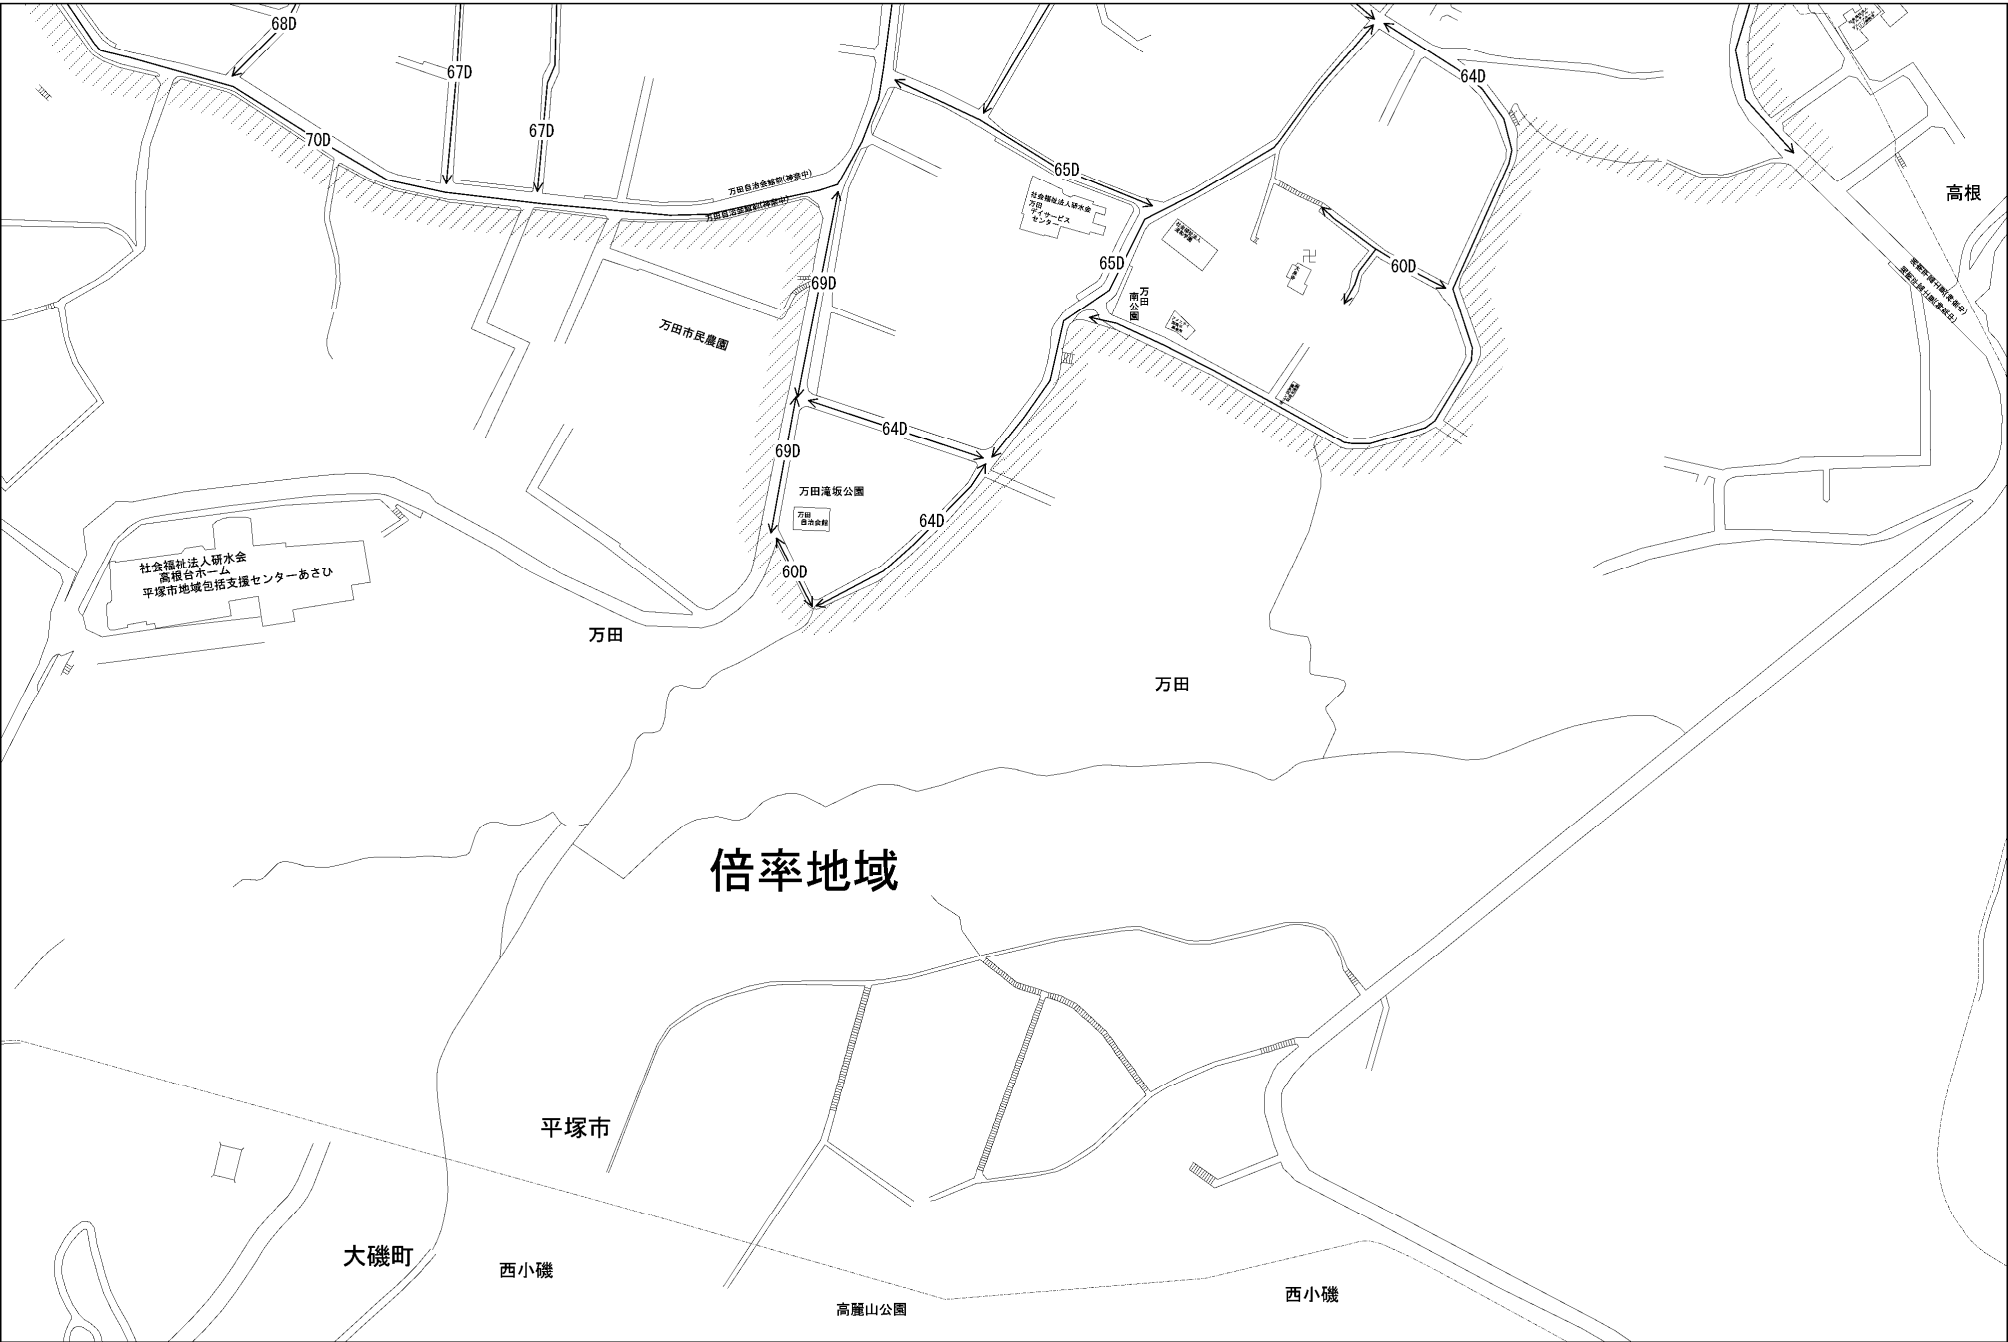 68D
67D
64D
67D
70D
65D
万田自治会館前(神奈中)
万田自治会館前(神奈中)
社会福祉法人研水会
万田
デイサービス
センター
高根
65D
60D
69D
万田
南公園
万田市民農園
64D
69D
万田滝坂公園
万田
自治会館
64D
社会福祉法人研水会
高根台ホーム
平塚市地域包括支援センターあさひ
60D
万田
万田
倍率地域
平塚市
大磯町
西小磯
西小磯
高麗山公園